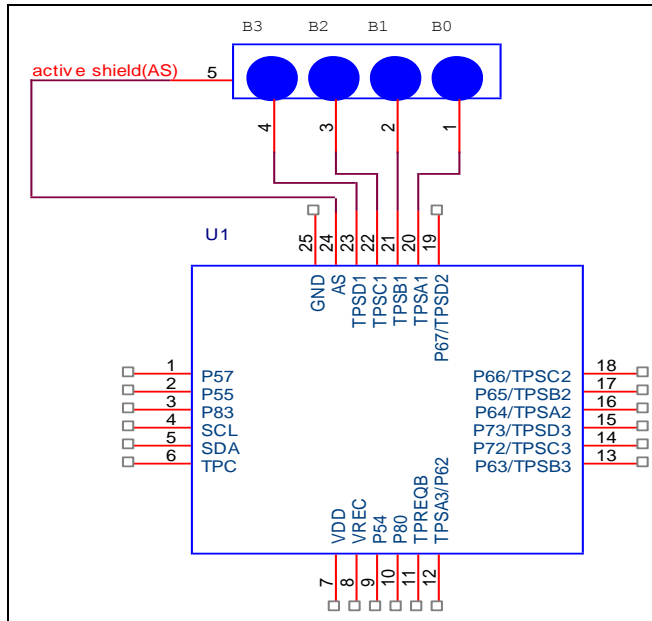 B3 B2 B1 B0
active shield(AS) 5
4 3 2 1
U1
25 24 23 22 21 20 19
GND AS TPSD1 TPSC1 TPSB1 TPSA1 P67/TPSD2
1 P57
2 P55
3 P83
4 SCL
5 SDA
6 TPC
P66/TPSC2 18
P65/TPSB2 17
P64/TPSA2 16
P73/TPSD3 15
P72/TPSC3 14
P63/TPSB3 13
VDD VREC P54 P80 TPREQB TPSA3/P62
7 8 9 10 11 12